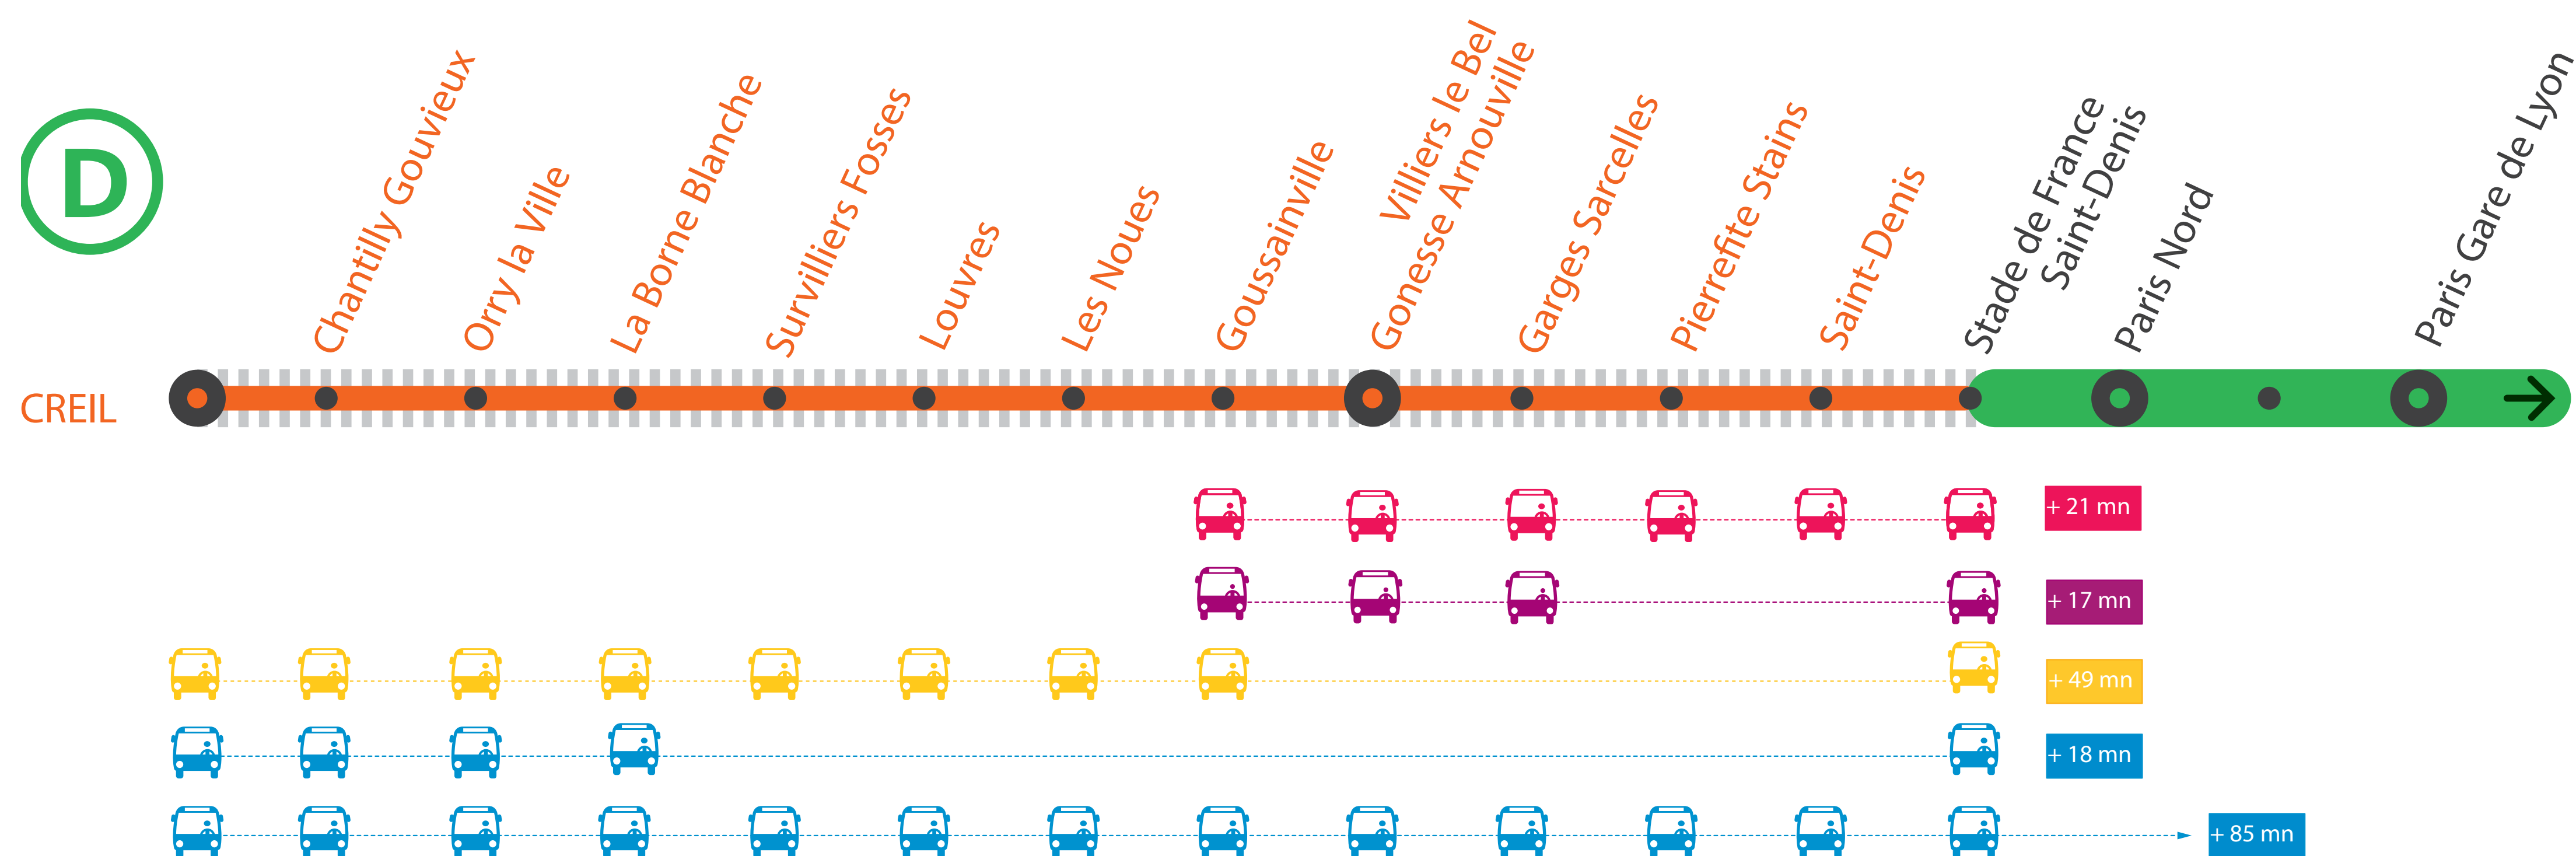 D
CREIL
Chantilly Gouvieux
Orry la Ville
La Borne Blanche
Survilliers Fosses
Louvres
Les Noues
Goussainville
Villiers le Bel
Gonesse Arnouville
Garges Sarcelles
Pierrefite Stains
Saint-Denis
Stade de France
Saint-Denis
Paris Nord
Paris Gare de Lyon
+ 21 mn
+ 17 mn
+ 49 mn
+ 18 mn
+ 85 mn